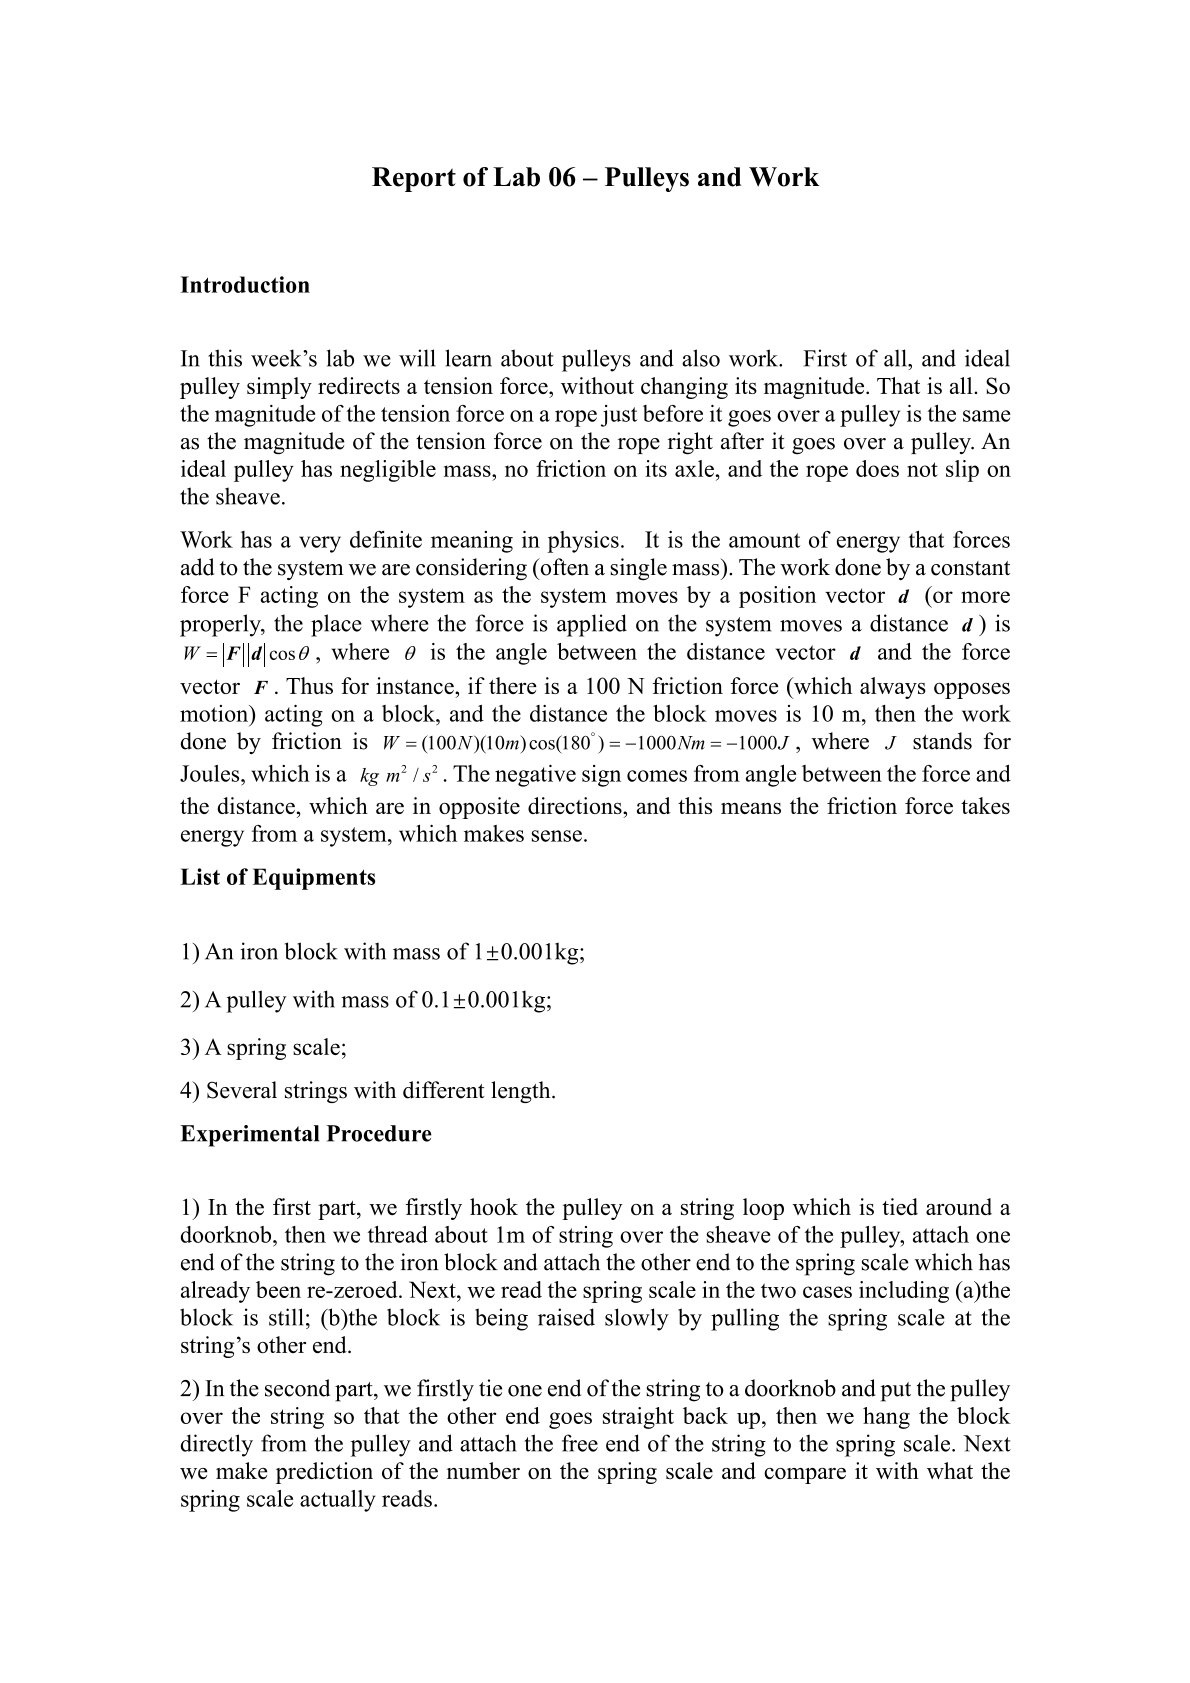 Report of Lab 06 – Pulleys and Work
Introduction
In this week’s lab we will learn about pulleys and also work.   First of all, and ideal
pulley simply redirects a tension force, without changing its magnitude. That is all. So
the magnitude of the tension force on a rope just before it goes over a pulley is the same
as the magnitude of the tension force on the rope right after it goes over a pulley. An
ideal pulley has negligible mass, no friction on its axle, and the rope does not slip on
the sheave.
Work has a very definite meaning in physics.   It is the amount of energy that forces
add to the system we are considering (often a single mass). The work done by a constant
force F acting on the system as the system moves by a position vector d (or more
properly, the place where the force is applied on the system moves a distance d ) is
W = |F||d| cos θ , where θ is the angle between the distance vector d and the force
vector F . Thus for instance, if there is a 100 N friction force (which always opposes
motion) acting on a block, and the distance the block moves is 10 m, then the work
done by friction is W = (100N)(10m) cos(180°) = −1000Nm = −1000J , where J stands for
Joules, which is a kg m² / s² . The negative sign comes from angle between the force and
the distance, which are in opposite directions, and this means the friction force takes
energy from a system, which makes sense.
List of Equipments
1) An iron block with mass of 1±0.001kg;
2) A pulley with mass of 0.1±0.001kg;
3) A spring scale;
4) Several strings with different length.
Experimental Procedure
1) In the first part, we firstly hook the pulley on a string loop which is tied around a
doorknob, then we thread about 1m of string over the sheave of the pulley, attach one
end of the string to the iron block and attach the other end to the spring scale which has
already been re-zeroed. Next, we read the spring scale in the two cases including (a)the
block is still; (b)the block is being raised slowly by pulling the spring scale at the
string’s other end.
2) In the second part, we firstly tie one end of the string to a doorknob and put the pulley
over the string so that the other end goes straight back up, then we hang the block
directly from the pulley and attach the free end of the string to the spring scale. Next
we make prediction of the number on the spring scale and compare it with what the
spring scale actually reads.